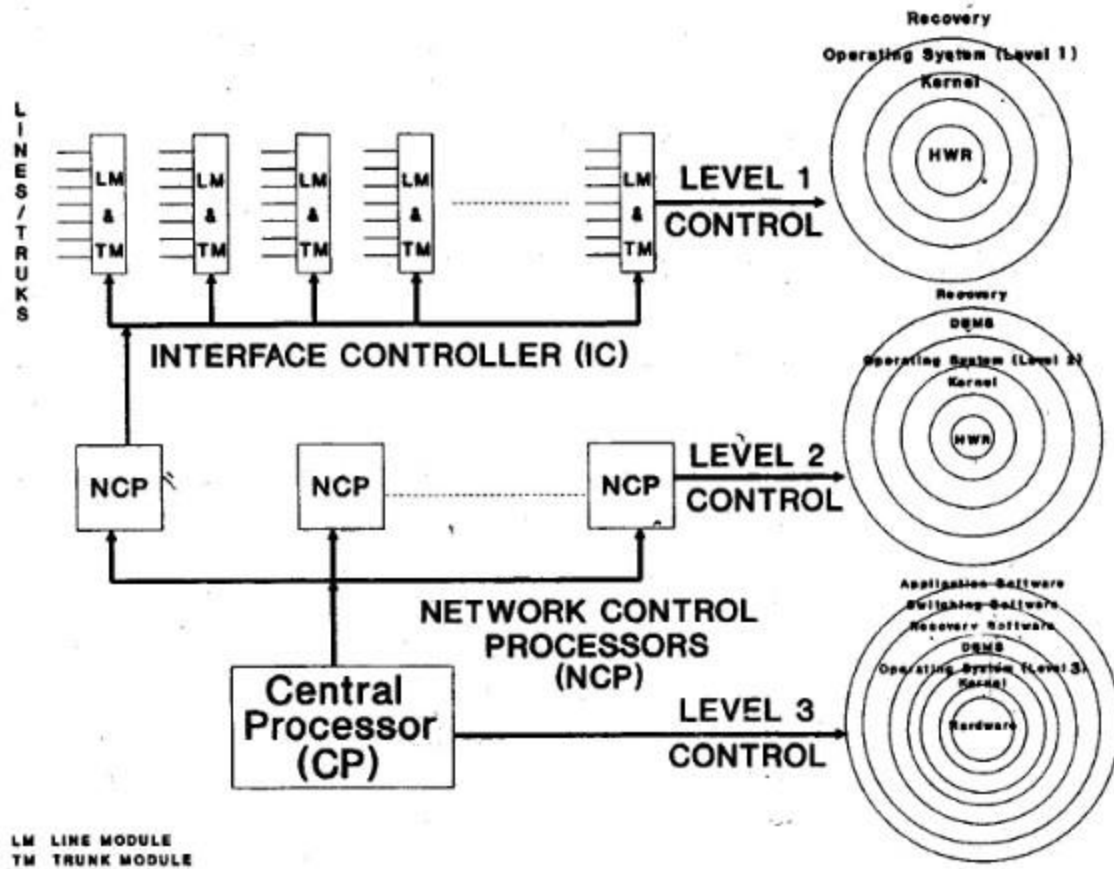 Recovery
Operating System (Level 1)
Kernel
HWR
LINES/TRUKS
LM & TM
LM & TM
LM & TM
LM & TM
LM & TM
LEVEL 1
CONTROL
INTERFACE CONTROLLER (IC)
Recovery
DBMS
Operating System (Level 2)
Kernel
HWR
NCP
NCP
NCP
LEVEL 2
CONTROL
NETWORK CONTROL
PROCESSORS
(NCP)
Application Software
Switching Software
Recovery Software
DBMS
Operating System (Level 3)
Kernel
Hardware
Central
Processor
(CP)
LEVEL 3
CONTROL
LM LINE MODULE
TM TRUNK MODULE